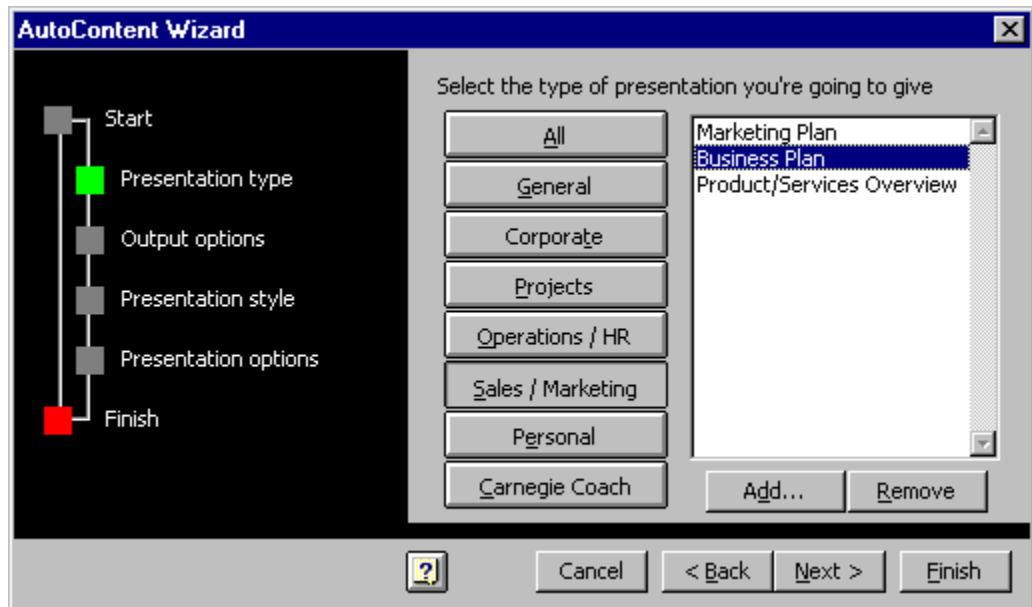 AutoContent Wizard
Start
Presentation type
Output options
Presentation style
Presentation options
Finish
Select the type of presentation you're going to give
All
General
Corporate
Projects
Operations / HR
Sales / Marketing
Personal
Carnegie Coach
Marketing Plan
Business Plan
Product/Services Overview
Add...
Remove
?
Cancel
< Back
Next >
Finish